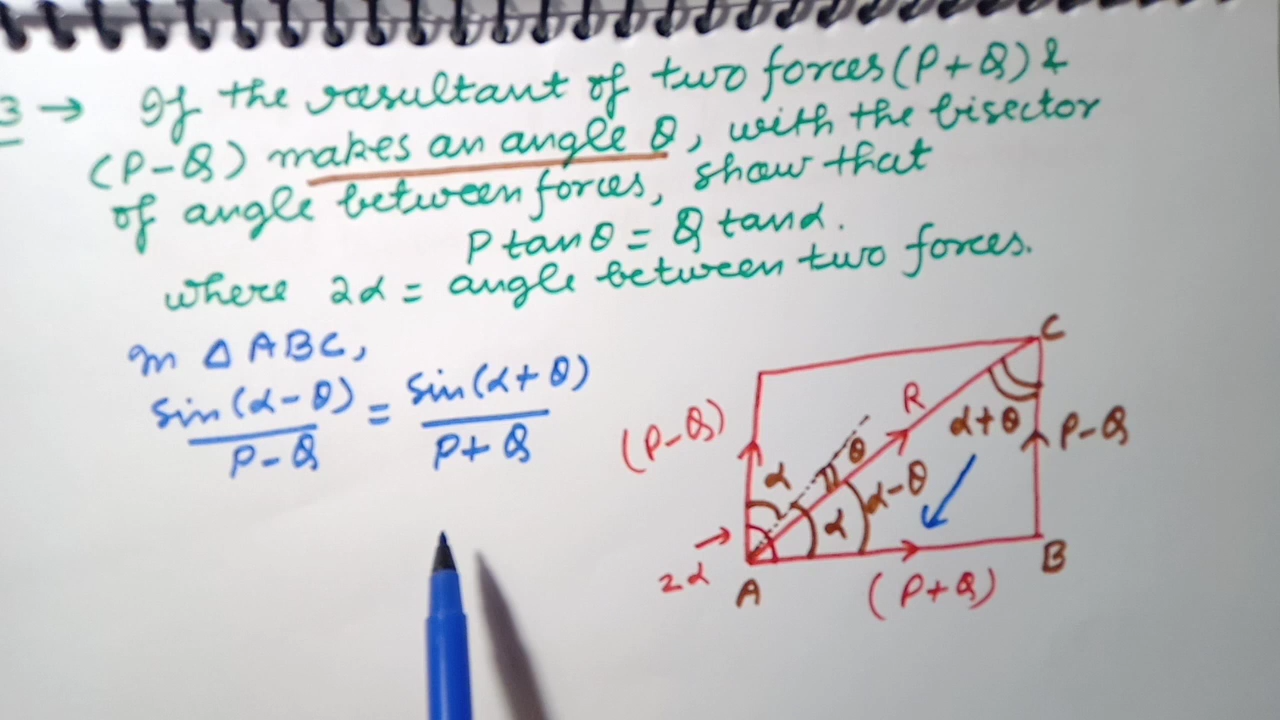 3 → If the resultant of two forces (P+Q) &
(P-Q) makes an angle θ, with the bisector
of angle between forces, show that
P tanθ = Q tanα.
where 2α = angle between two forces.
In △ ABC,
sin(α-θ) / P-Q = sin(α+θ) / P+Q
C
R
(P-Q)
α+θ
P-Q
θ
α
α-θ
α
2α
A
(P+Q)
B